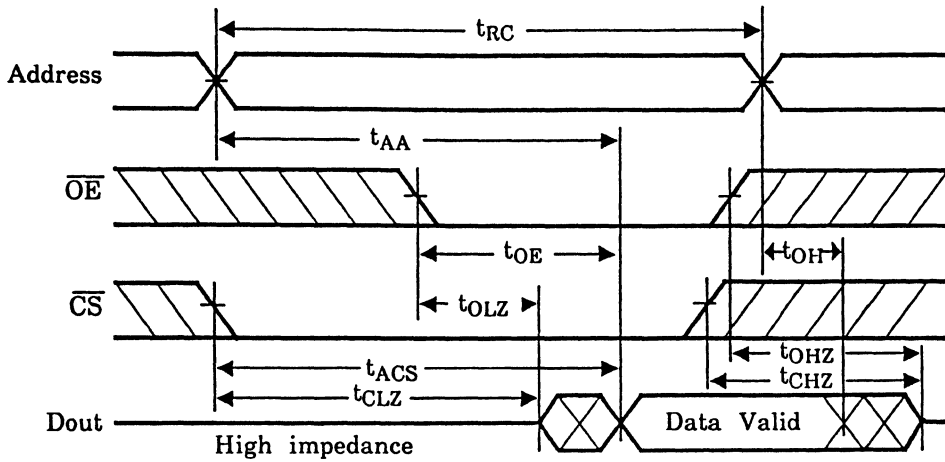 tRC
Address
tAA
OE
tOE
tOH
CS
tOLZ
tOHZ
tACS
tCHZ
tCLZ
Dout
Data Valid
High impedance